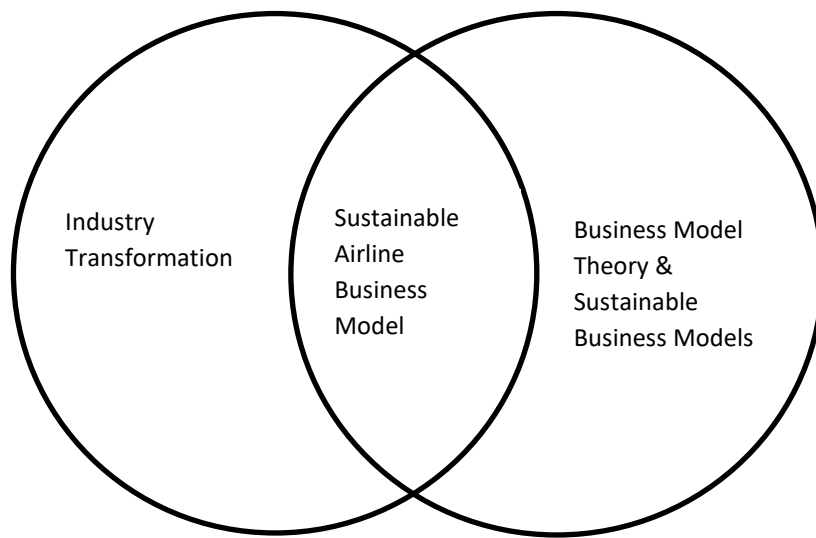 Industry
Transformation
Sustainable
Airline
Business
Model
Business Model
Theory &
Sustainable
Business Models